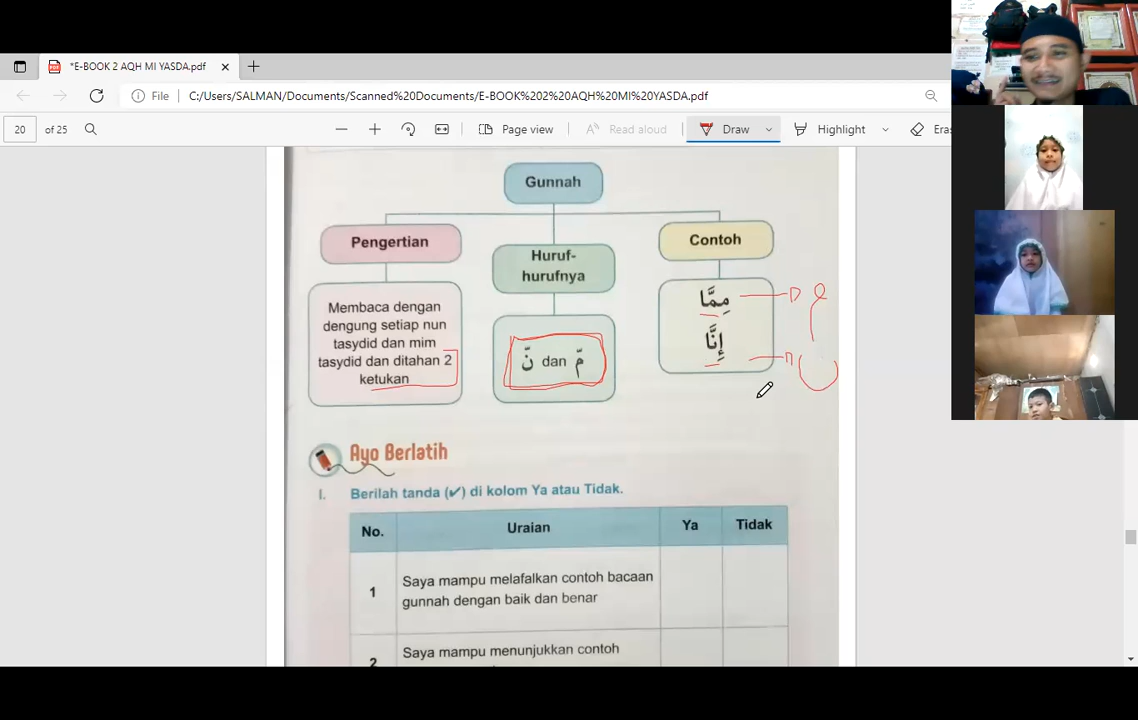 *E-BOOK 2 AQH MI YASDA.pdf
File
C:/Users/SALMAN/Documents/Scanned%20Documents/E-BOOK%202%20AQH%20MI%20YASDA.pdf
20 of 25
Page view
Read aloud
Draw
Highlight
Eras
Gunnah
Pengertian
Membaca dengan
dengung setiap nun
tasydid dan mim
tasydid dan ditahan 2
ketukan
Huruf-
hurufnya
نّ dan مّ
Contoh
مِمَّا
إِنَّا
م
ن
Ayo Berlatih
I. Berilah tanda (✔) di kolom Ya atau Tidak.
No. Uraian Ya Tidak
1 Saya mampu melafalkan contoh bacaan
gunnah dengan baik dan benar
2 Saya mampu menunjukkan contoh